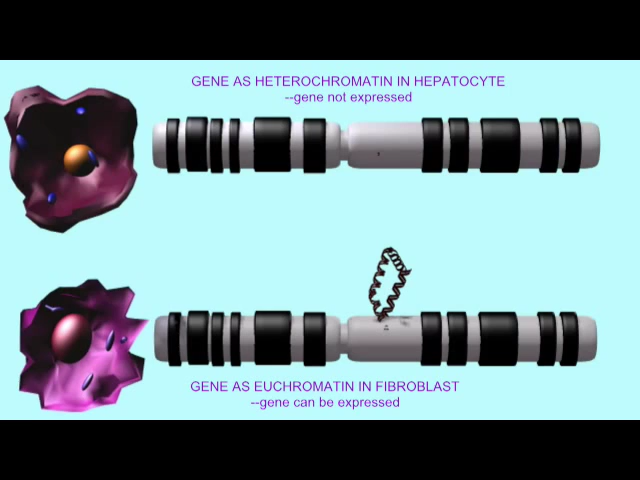 GENE AS HETEROCHROMATIN IN HEPATOCYTE
--gene not expressed
GENE AS EUCHROMATIN IN FIBROBLAST
--gene can be expressed